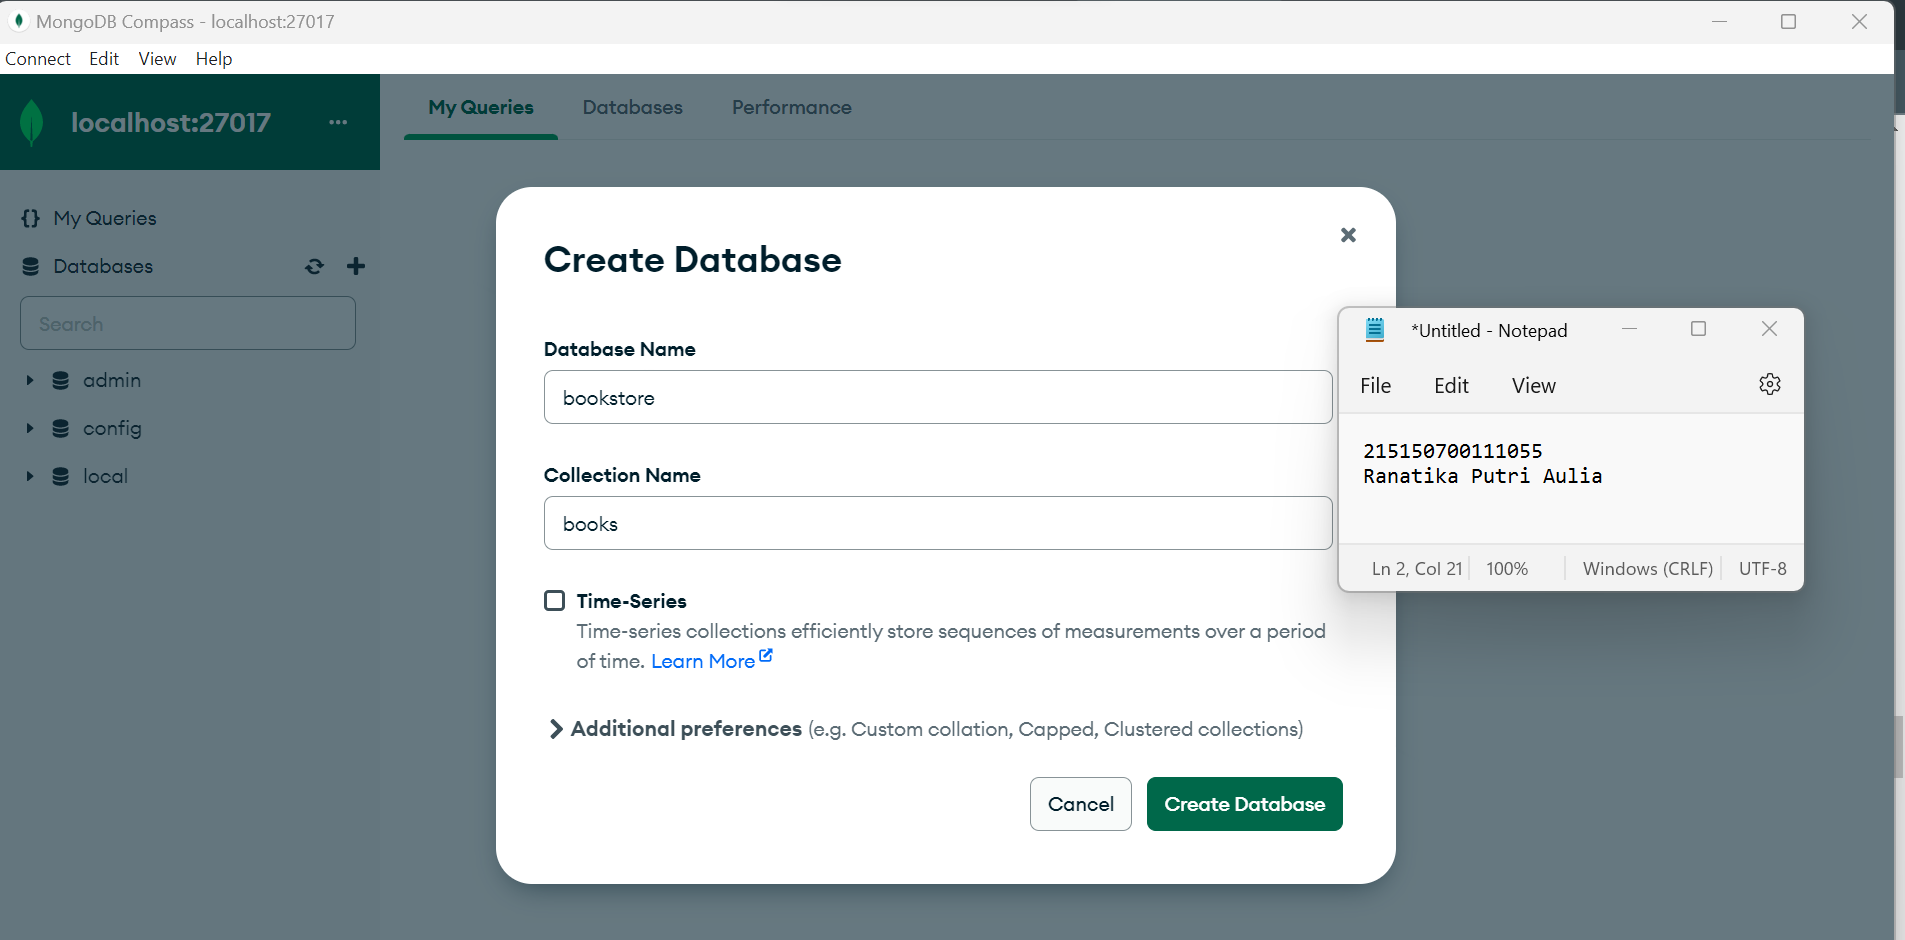 MongoDB Compass - localhost:27017
Connect Edit View Help
localhost:27017 ...
My Queries Databases Performance
My Queries
Databases
Search
admin
config
local
Create Database
Database Name
bookstore
Collection Name
books
Time-Series
Time-series collections efficiently store sequences of measurements over a period
of time. Learn More
Additional preferences (e.g. Custom collation, Capped, Clustered collections)
Cancel Create Database
*Untitled - Notepad
File Edit View
215150700111055
Ranatika Putri Aulia
Ln 2, Col 21 100% Windows (CRLF) UTF-8